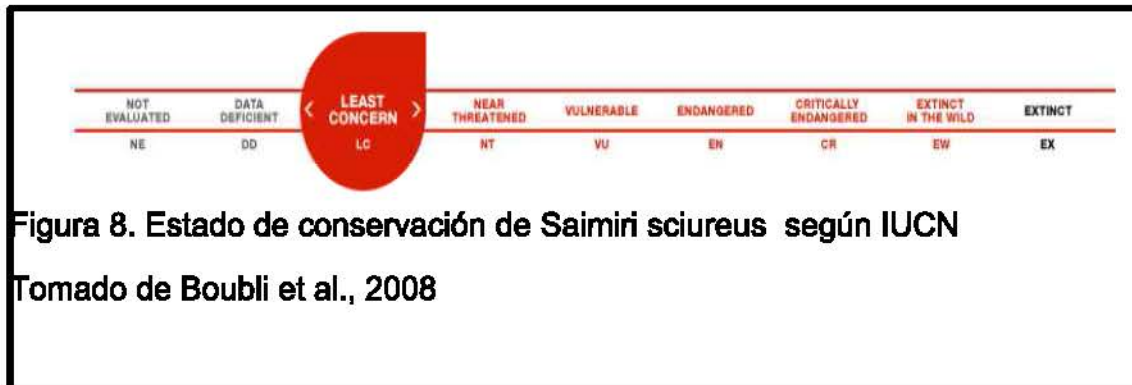 NOT EVALUATED DATA DEFICIENT < LEAST CONCERN > NEAR THREATENED VULNERABLE ENDANGERED CRITICALLY ENDANGERED EXTINCT IN THE WILD EXTINCT
NE DD LC NT VU EN CR EW EX
Figura 8. Estado de conservación de Saimiri sciureus según IUCN
Tomado de Boubli et al., 2008